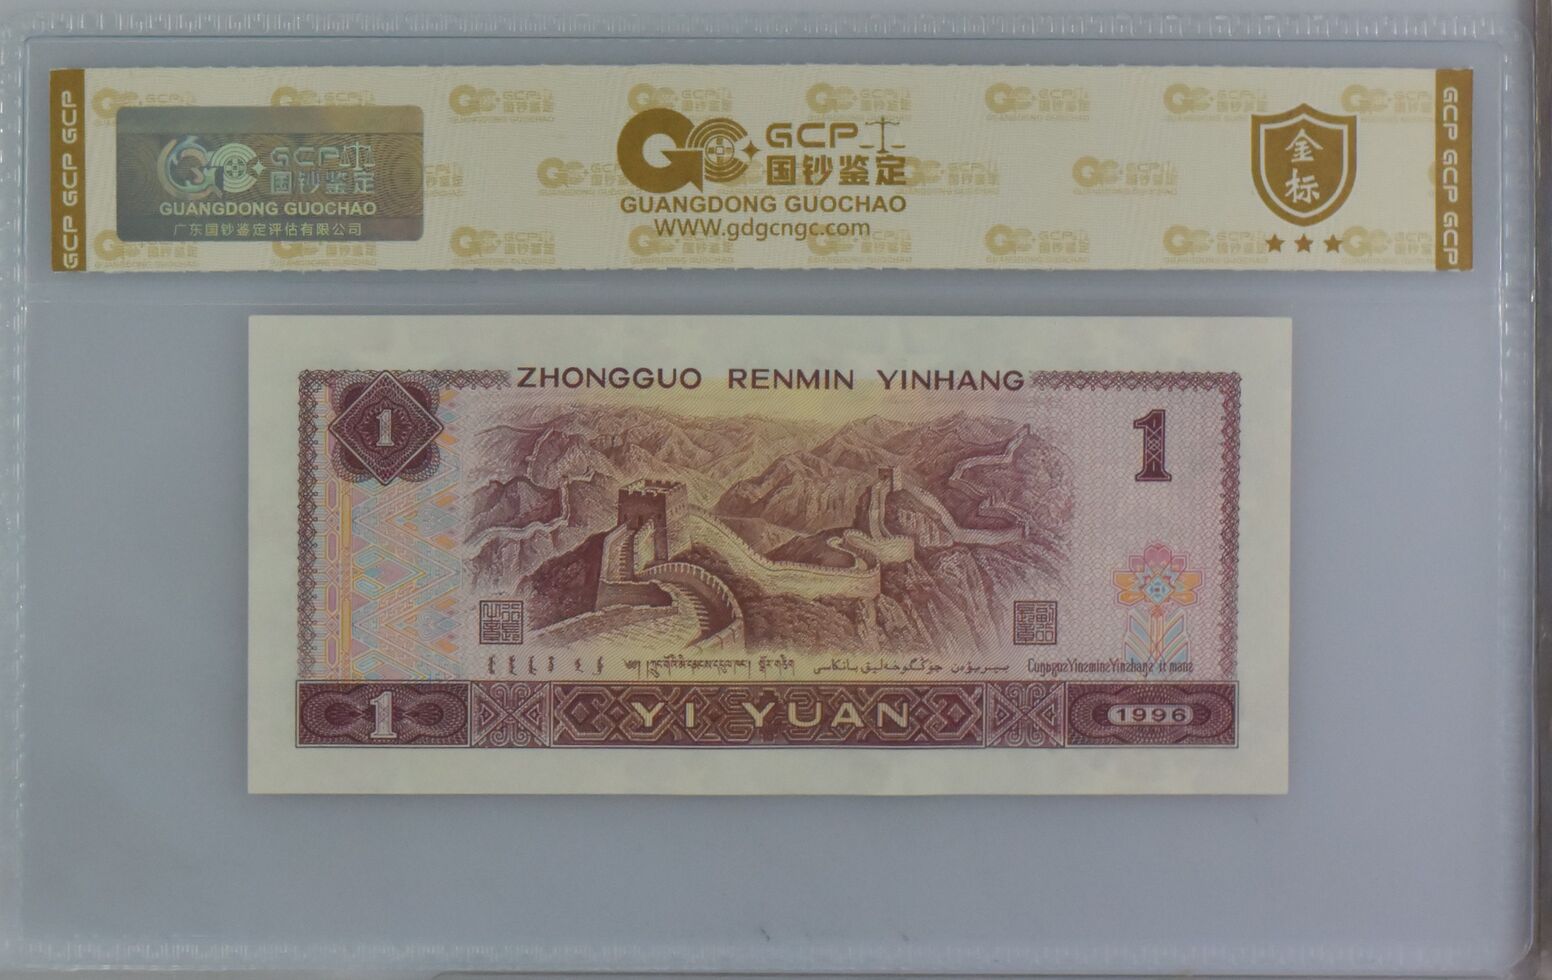 GCP GCP GCP
GCP
国钞鉴定
GUANGDONG GUOCHAO
广东国钞鉴定评估有限公司
GCP
国钞鉴定
GUANGDONG GUOCHAO
WWW.gdgcngc.com
金标
GCP GCP GCP
ZHONGGUO RENMIN YINHANG
1
1
1
YI YUAN
1996